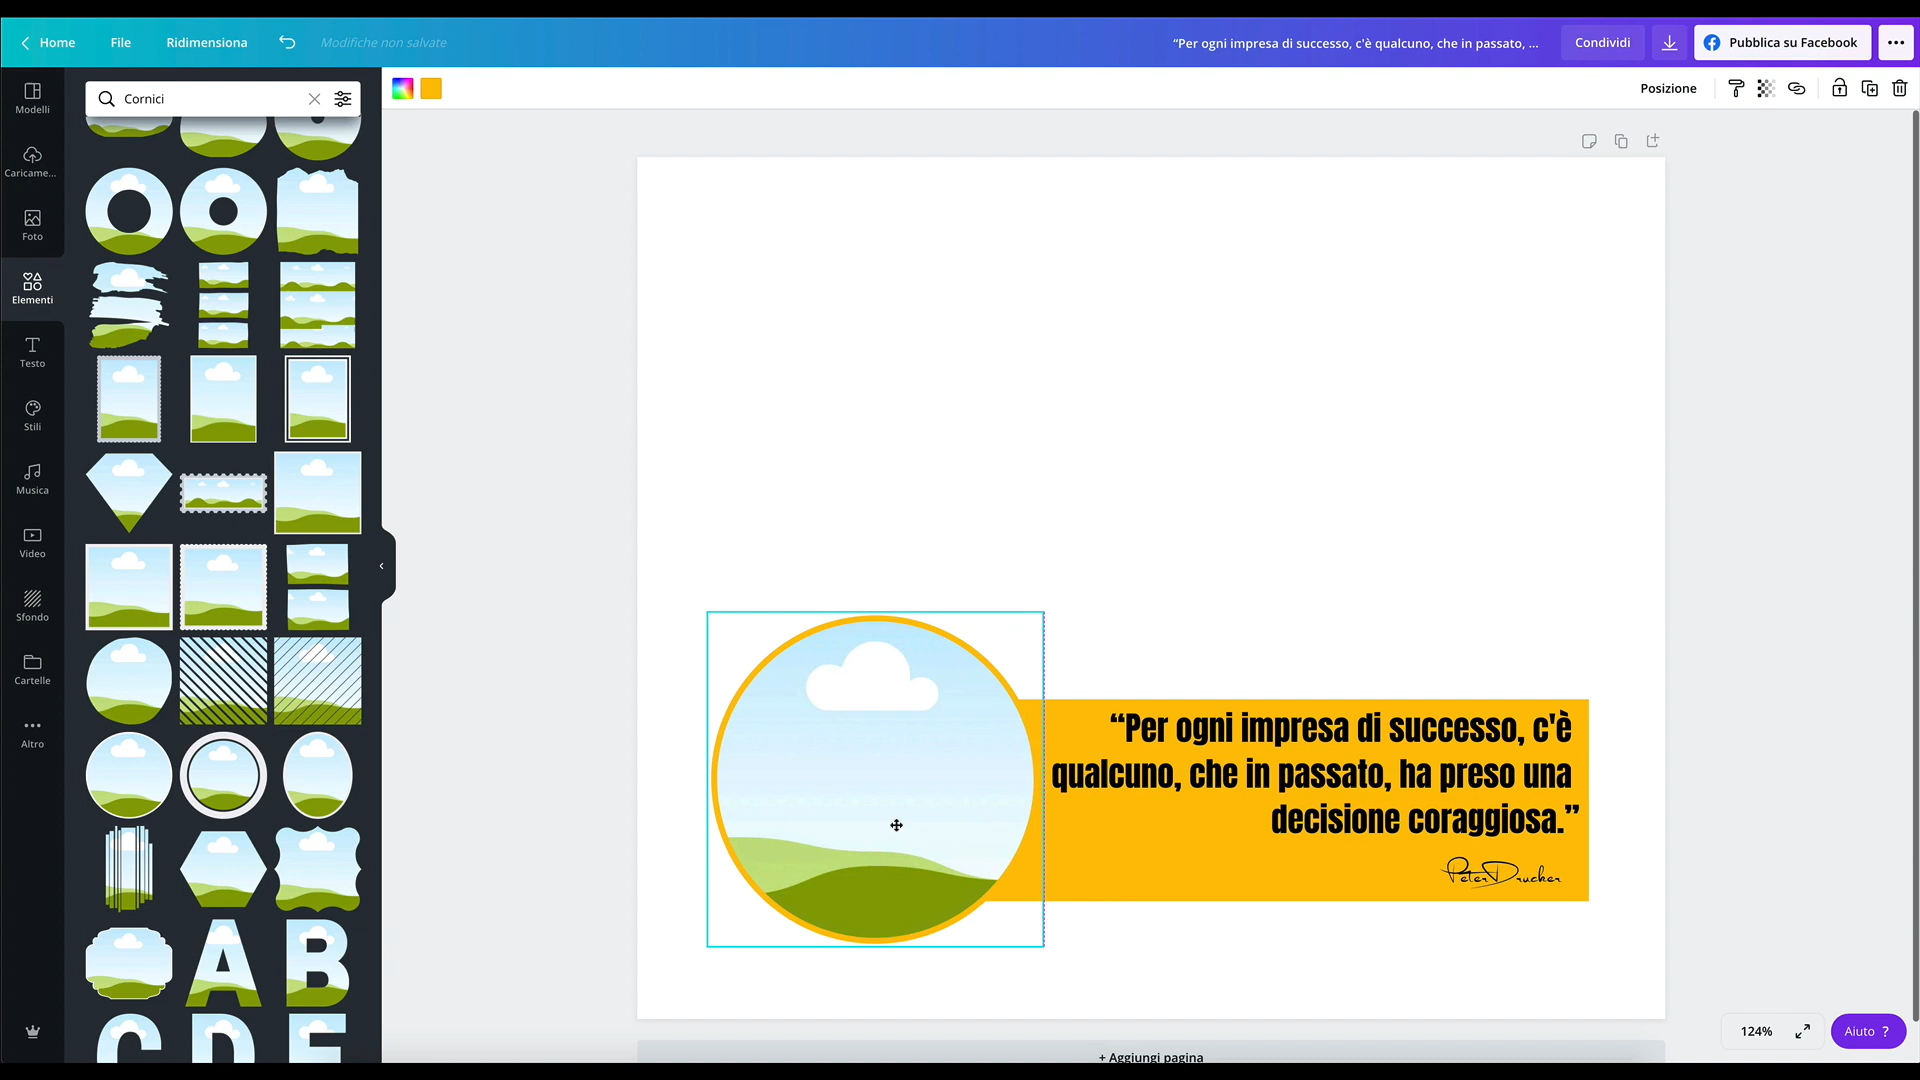 Home
File
Ridimensiona
Modifiche non salvate
“Per ogni impresa di successo, c'è qualcuno, che in passato, ...
Condividi
Pubblica su Facebook
Modelli
Cornici
Posizione
Caricame...
Foto
Elementi
Testo
Stili
Musica
Video
Sfondo
Cartelle
Altro
A
B
C
D
E
“Per ogni impresa di successo, c'è
qualcuno, che in passato, ha preso una
decisione coraggiosa.”
Peter Drucker
124%
Aiuto ?
+ Aggiungi pagina